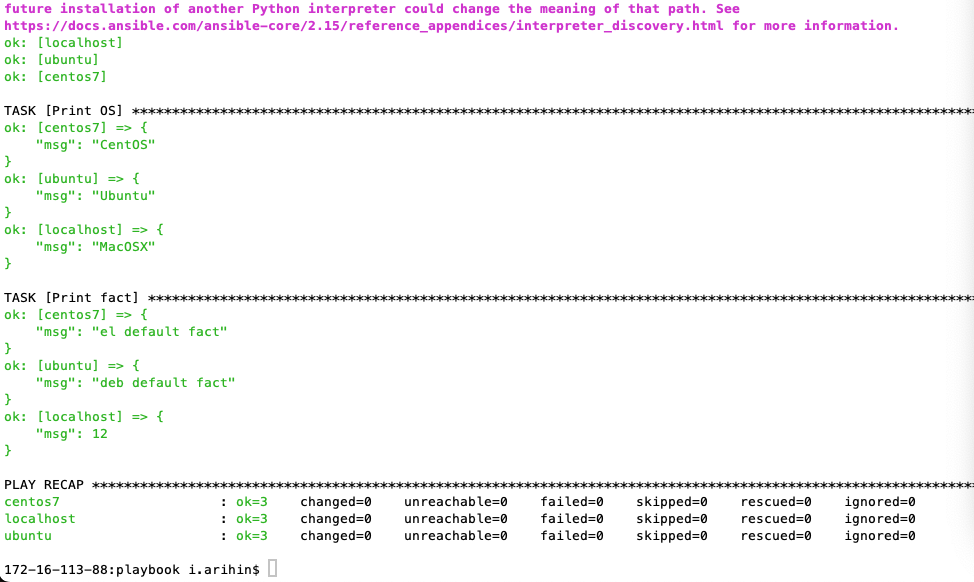 future installation of another Python interpreter could change the meaning of that path. See
https://docs.ansible.com/ansible-core/2.15/reference_appendices/interpreter_discovery.html for more information.
ok: [localhost]
ok: [ubuntu]
ok: [centos7]
TASK [Print OS] *********************************************************************************************************
ok: [centos7] => {
    "msg": "CentOS"
}
ok: [ubuntu] => {
    "msg": "Ubuntu"
}
ok: [localhost] => {
    "msg": "MacOSX"
}
TASK [Print fact] *******************************************************************************************************
ok: [centos7] => {
    "msg": "el default fact"
}
ok: [ubuntu] => {
    "msg": "deb default fact"
}
ok: [localhost] => {
    "msg": 12
}
PLAY RECAP **************************************************************************************************************
centos7                    : ok=3    changed=0    unreachable=0    failed=0    skipped=0    rescued=0    ignored=0
localhost                  : ok=3    changed=0    unreachable=0    failed=0    skipped=0    rescued=0    ignored=0
ubuntu                     : ok=3    changed=0    unreachable=0    failed=0    skipped=0    rescued=0    ignored=0
172-16-113-88:playbook i.arihin$